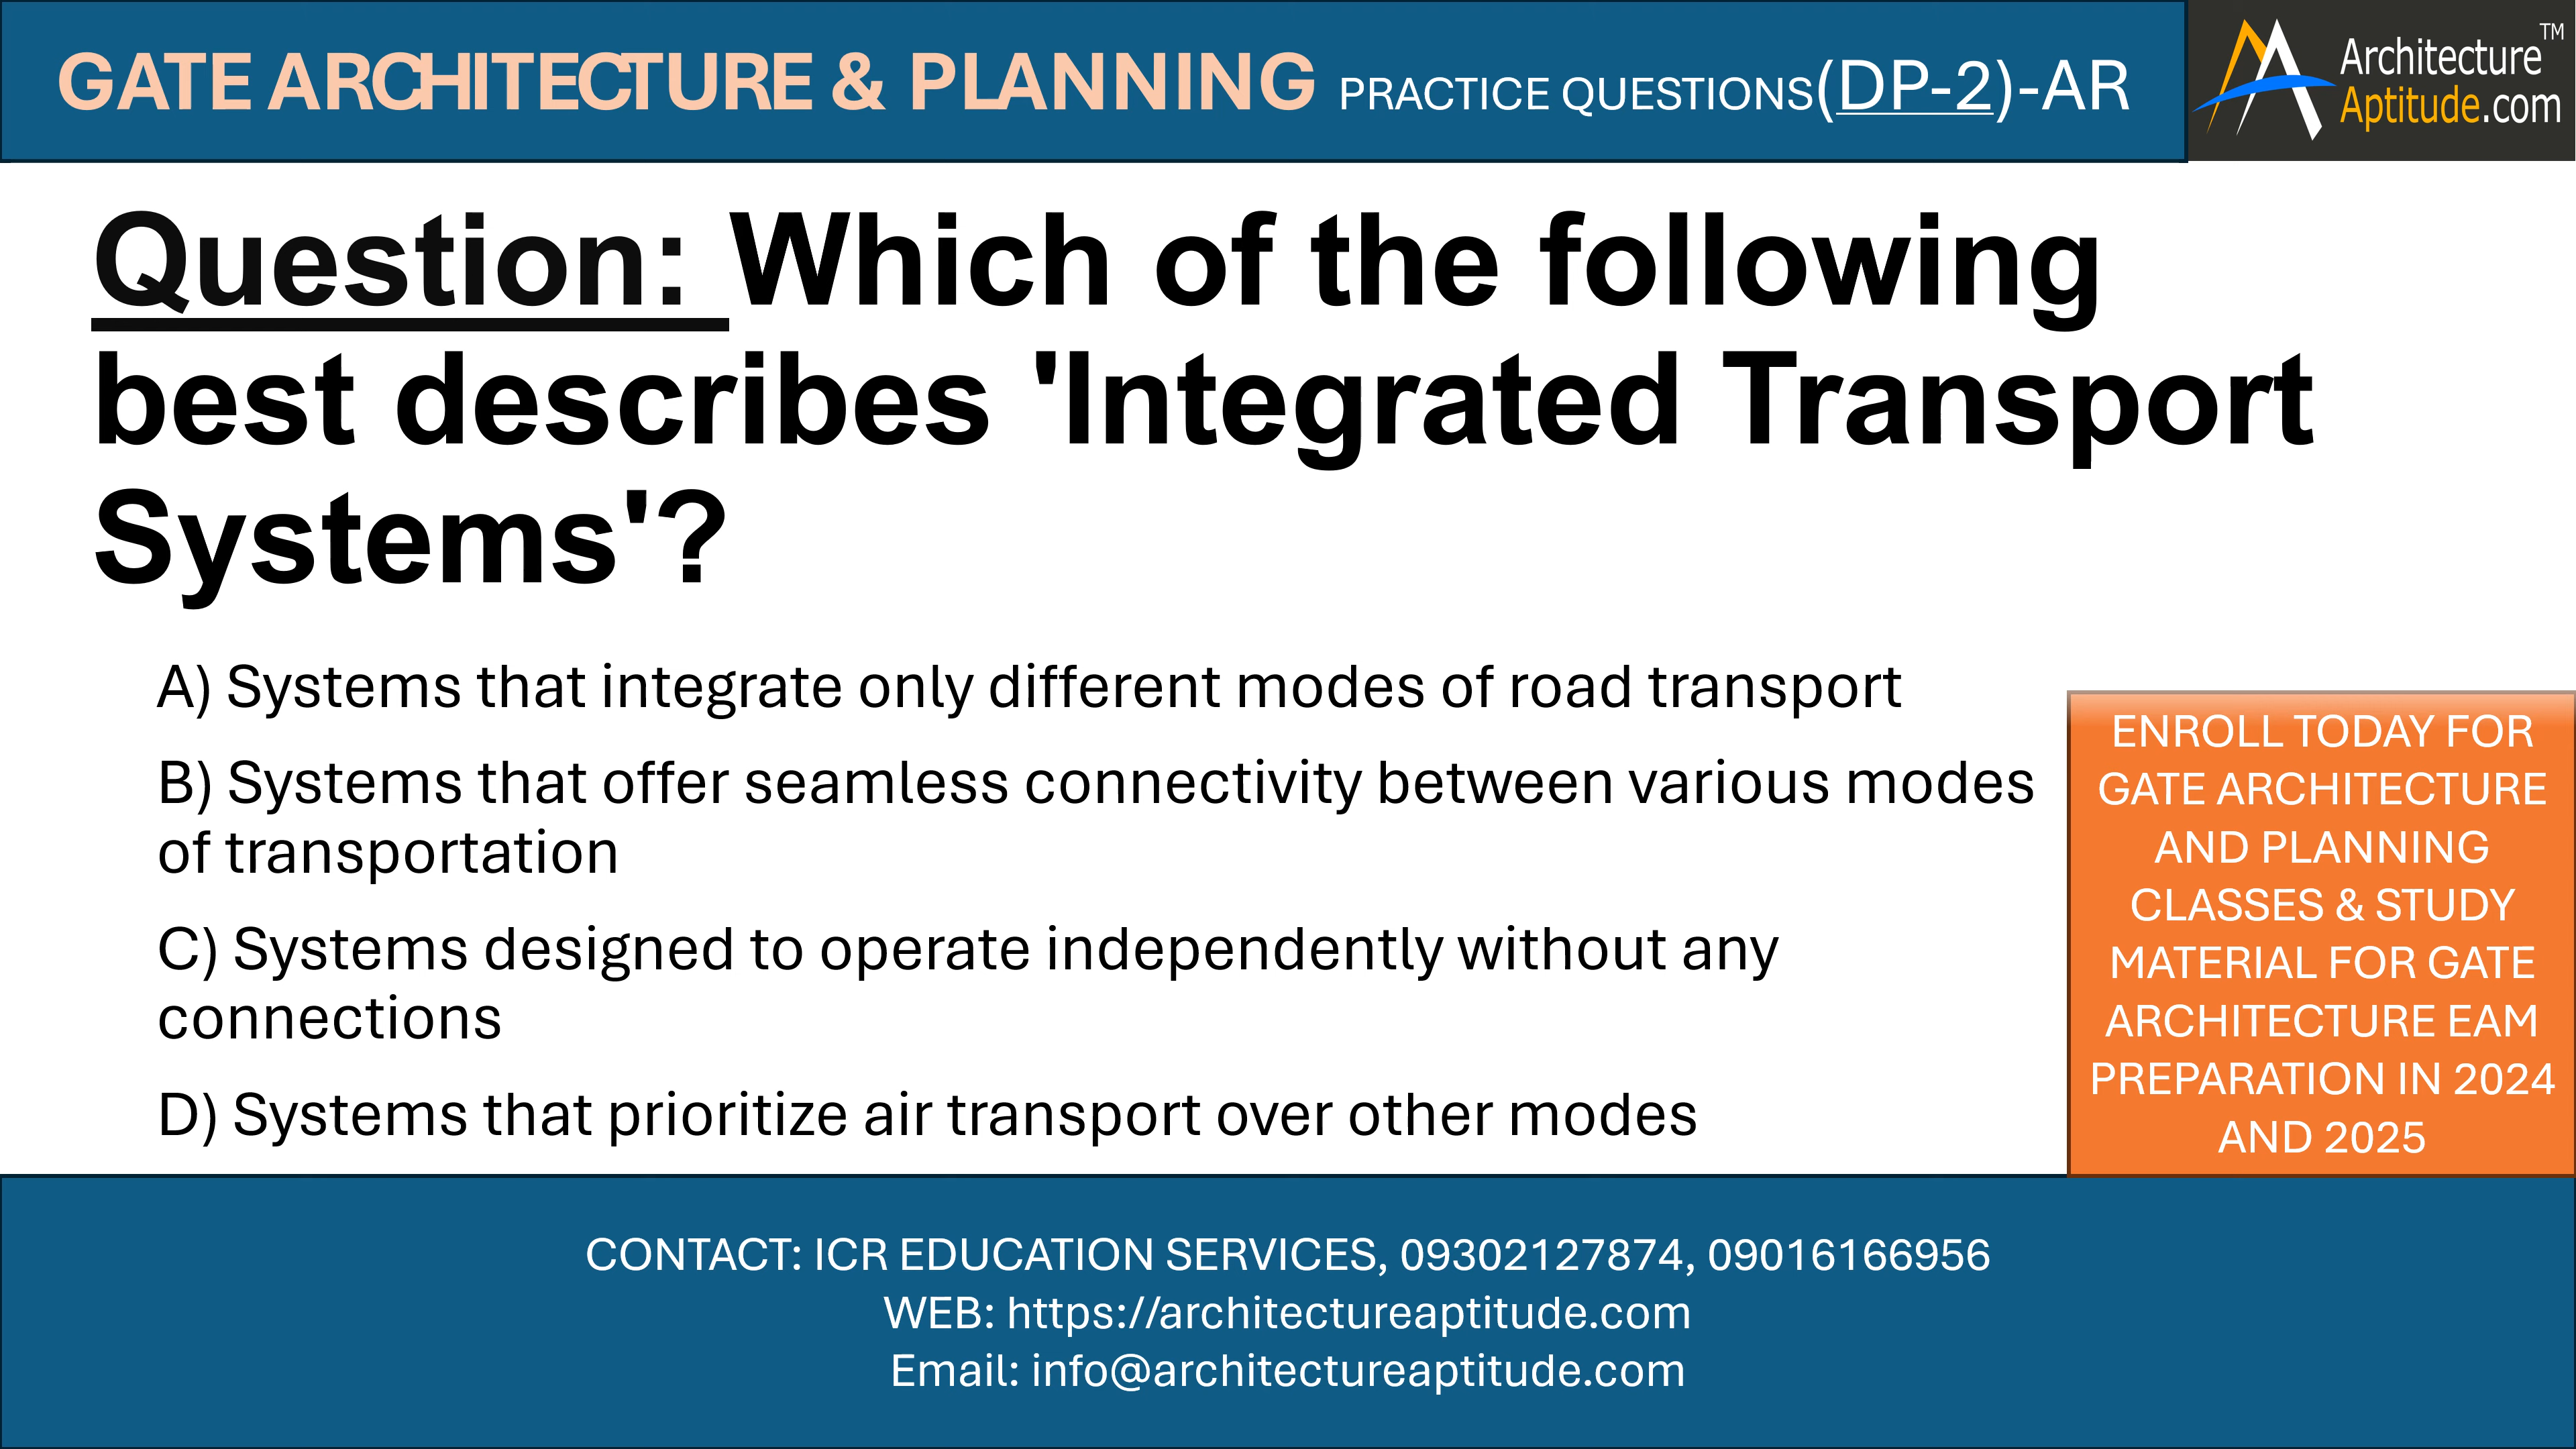 GATE ARCHITECTURE & PLANNING PRACTICE QUESTIONS(DP-2)-AR
Architecture™
Aptitude.com
Question: Which of the following
best describes 'Integrated Transport
Systems'?
A) Systems that integrate only different modes of road transport
B) Systems that offer seamless connectivity between various modes
of transportation
C) Systems designed to operate independently without any
connections
D) Systems that prioritize air transport over other modes
ENROLL TODAY FOR
GATE ARCHITECTURE
AND PLANNING
CLASSES & STUDY
MATERIAL FOR GATE
ARCHITECTURE EAM
PREPARATION IN 2024
AND 2025
CONTACT: ICR EDUCATION SERVICES, 09302127874, 09016166956
WEB: https://architectureaptitude.com
Email: info@architectureaptitude.com